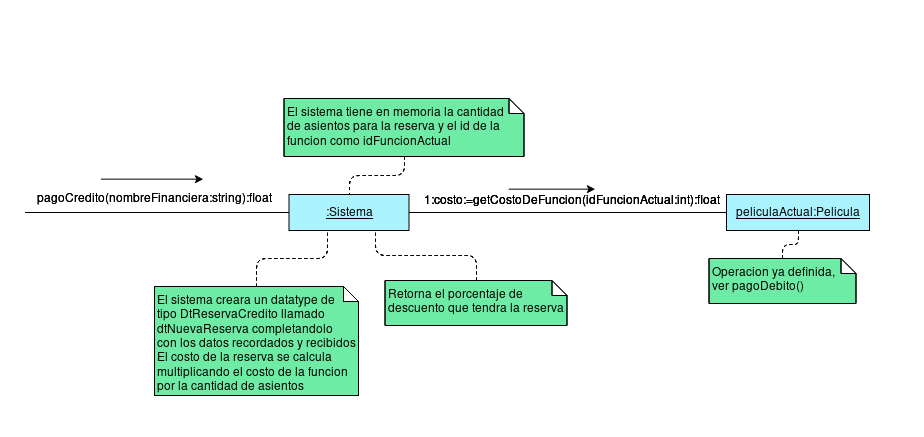 El sistema tiene en memoria la cantidad
de asientos para la reserva y el id de la
funcion como idFuncionActual
pagoCredito(nombreFinanciera:string):float
:Sistema
1:costo:=getCostoDeFuncion(idFuncionActual:int):float
peliculaActual:Pelicula
El sistema creara un datatype de
tipo DtReservaCredito llamado
dtNuevaReserva completandolo
con los datos recordados y recibidos
El costo de la reserva se calcula
multiplicando el costo de la funcion
por la cantidad de asientos
Retorna el porcentaje de
descuento que tendra la reserva
Operacion ya definida,
ver pagoDebito()